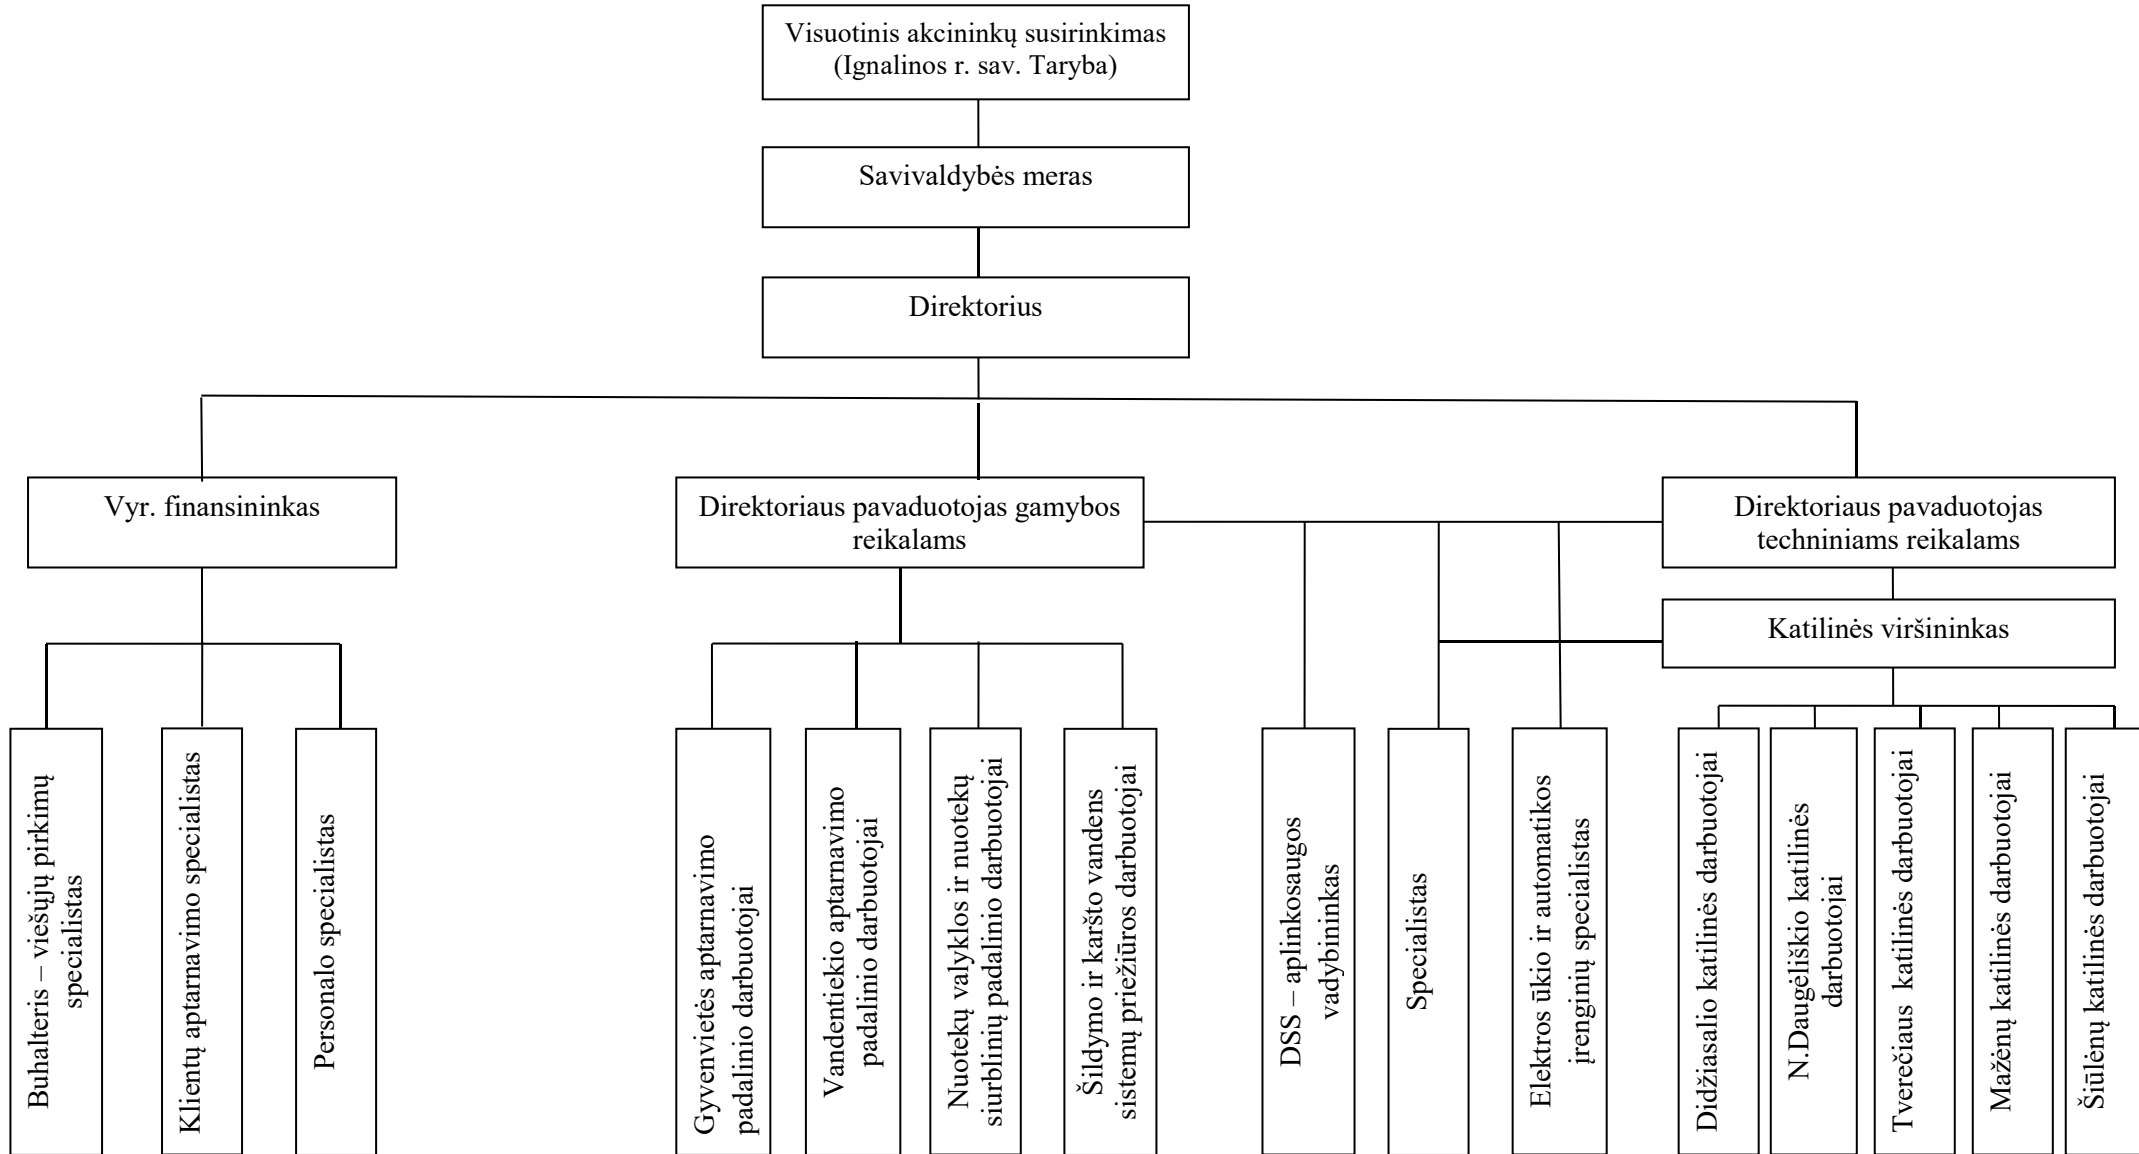 Visuotinis akcininkų susirinkimas
(Ignalinos r. sav. Taryba)
Savivaldybės meras
Direktorius
Vyr. finansininkas
Direktoriaus pavaduotojas gamybos
reikalams
Direktoriaus pavaduotojas
techniniams reikalams
Katilinės viršininkas
Buhalteris – viešųjų pirkimų
specialistas
Klientų aptarnavimo specialistas
Personalo specialistas
Gyvenvietės aptarnavimo
padalinio darbuotojai
Vandentiekio aptarnavimo
padalinio darbuotojai
Nuotekų valyklos ir nuotekų
siurblinių padalinio darbuotojai
Šildymo ir karšto vandens
sistemų priežiūros darbuotojai
DSS – aplinkosaugos
vadybininkas
Specialistas
Elektros ūkio ir automatikos
įrenginių specialistas
Didžiasalio katilinės darbuotojai
N.Daugėliškio katilinės
darbuotojai
Tverečiaus katilinės darbuotojai
Mažėnų katilinės darbuotojai
Šiūlėnų katilinės darbuotojai